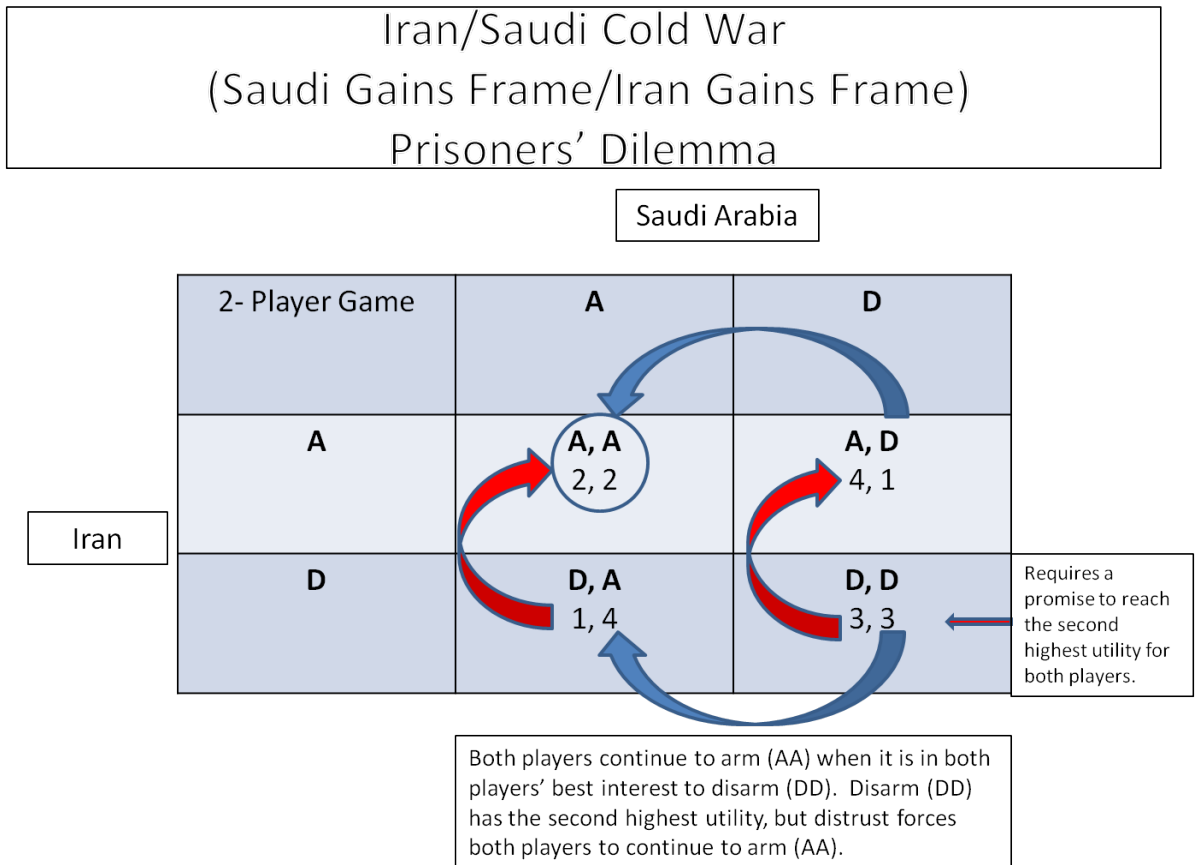 Iran/Saudi Cold War
(Saudi Gains Frame/Iran Gains Frame)
Prisoners’ Dilemma
Saudi Arabia
2- Player Game
A
D
A
A, A
2, 2
A, D
4, 1
Iran
D
D, A
1, 4
D, D
3, 3
Requires a
promise to reach
the second
highest utility for
both players.
Both players continue to arm (AA) when it is in both
players’ best interest to disarm (DD).  Disarm (DD)
has the second highest utility, but distrust forces
both players to continue to arm (AA).